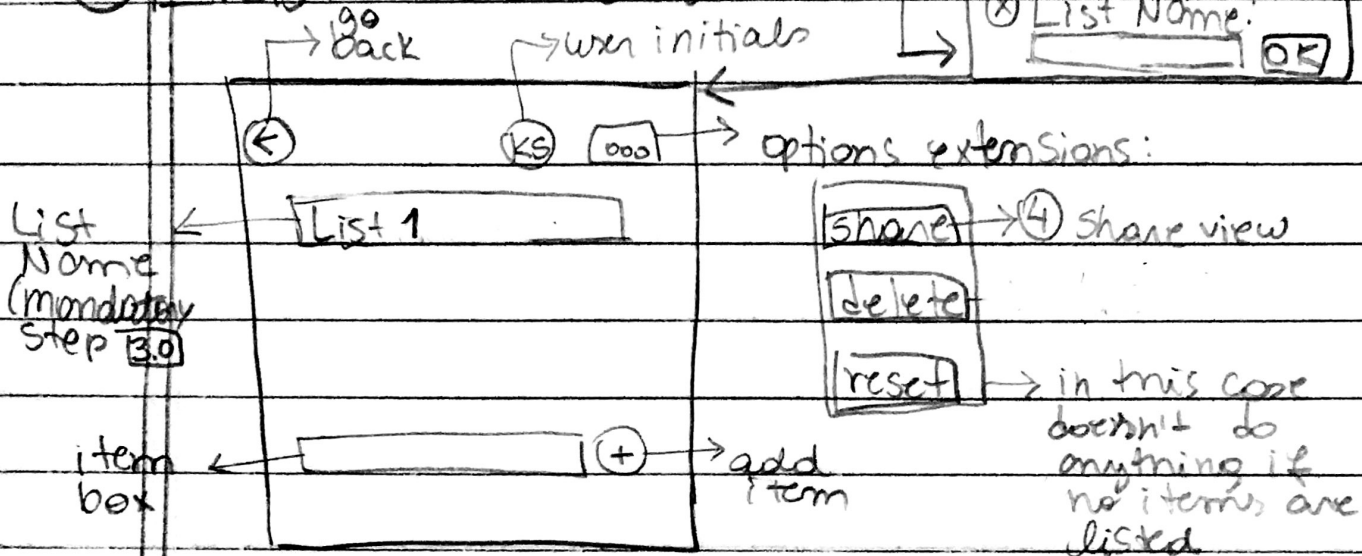 go
back
user initials
List Name:
OK
←
KS
ooo
options extensions:
List
Name
(mandatory
step 3.0
List 1
share
4 share view
delete
reset
in this case
doesn't do
anything if
no items are
listed
item
box
+
add
item